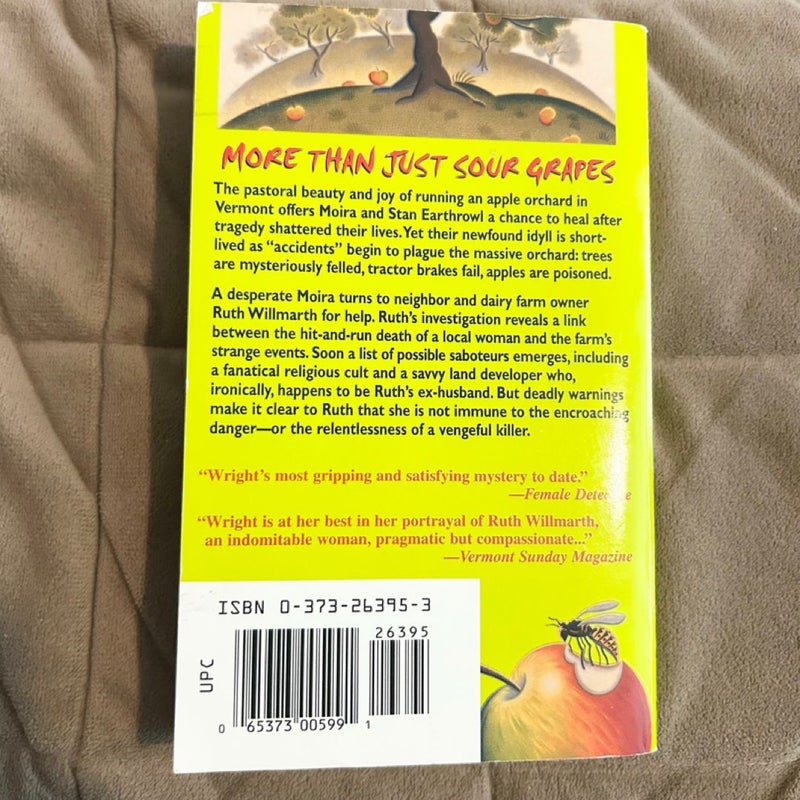 MORE THAN JUST SOUR GRAPES
The pastoral beauty and joy of running an apple orchard in
Vermont offers Moira and Stan Earthrowl a chance to heal after
tragedy shattered their lives. Yet their newfound idyll is short-
lived as “accidents” begin to plague the massive orchard: trees
are mysteriously felled, tractor brakes fail, apples are poisoned.
A desperate Moira turns to neighbor and dairy farm owner
Ruth Willmarth for help. Ruth's investigation reveals a link
between the hit-and-run death of a local woman and the farm's
strange events. Soon a list of possible saboteurs emerges, including
a fanatical religious cult and a savvy land developer who,
ironically, happens to be Ruth's ex-husband. But deadly warnings
make it clear to Ruth that she is not immune to the encroaching
danger—or the relentlessness of a vengeful killer.
“Wright's most gripping and satisfying mystery to date.”
—Female Detective
“Wright is at her best in her portrayal of Ruth Willmarth,
an indomitable woman, pragmatic but compassionate...”
—Vermont Sunday Magazine
ISBN 0-373-26395-3
26395
UPC
0 65373 00599 1